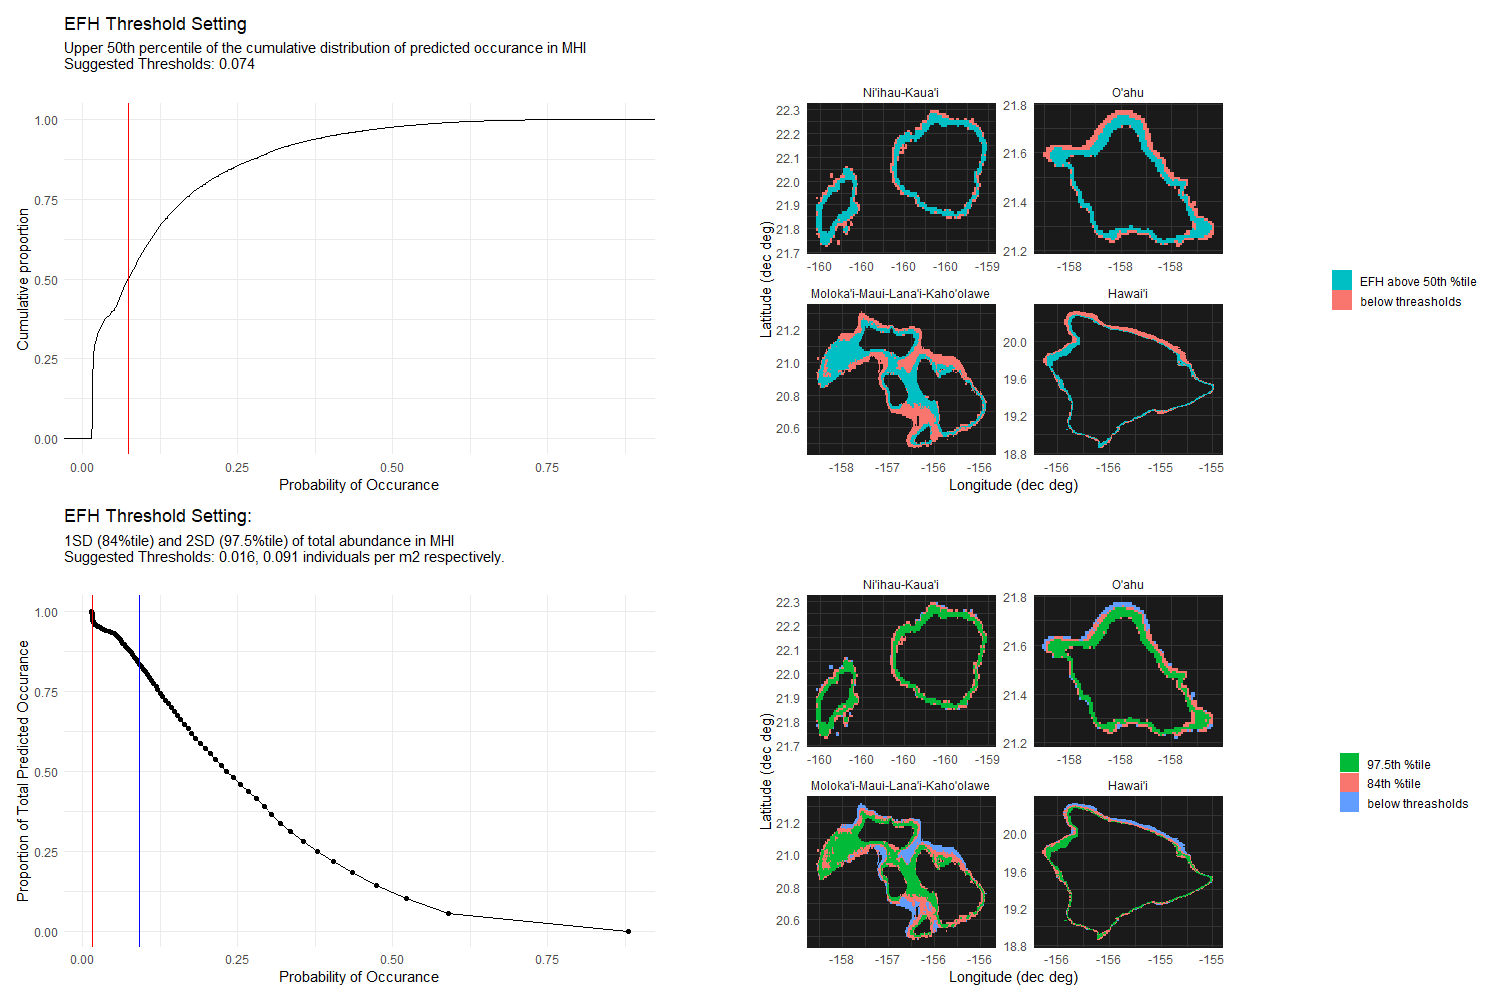 EFH Threshold Setting
Upper 50th percentile of the cumulative distribution of predicted occurance in MHI
Suggested Thresholds: 0.074
Cumulative proportion
1.00
0.75
0.50
0.25
0.00
0.00 0.25 0.50 0.75
Probability of Occurance
Latitude (dec deg)
Ni'ihau-Kaua'i
22.3
22.2
22.1
22.0
21.9
21.8
21.7
-160 -160 -160 -160 -159
O'ahu
21.8
21.6
21.4
21.2
-158 -158 -158
Moloka'i-Maui-Lana'i-Kaho'olawe
21.2
21.0
20.8
20.6
-158 -157 -156 -156
Hawai'i
20.0
19.6
19.2
18.8
-156 -156 -155 -155
Longitude (dec deg)
EFH above 50th %tile
below threasholds
EFH Threshold Setting:
1SD (84%tile) and 2SD (97.5%tile) of total abundance in MHI
Suggested Thresholds: 0.016, 0.091 individuals per m2 respectively.
Proportion of Total Predicted Occurance
1.00
0.75
0.50
0.25
0.00
0.00 0.25 0.50 0.75
Probability of Occurance
Latitude (dec deg)
Ni'ihau-Kaua'i
22.3
22.2
22.1
22.0
21.9
21.8
21.7
-160 -160 -160 -160 -159
O'ahu
21.8
21.6
21.4
21.2
-158 -158 -158
Moloka'i-Maui-Lana'i-Kaho'olawe
21.2
21.0
20.8
20.6
-158 -157 -156 -156
Hawai'i
20.0
19.6
19.2
18.8
-156 -156 -155 -155
Longitude (dec deg)
97.5th %tile
84th %tile
below threasholds